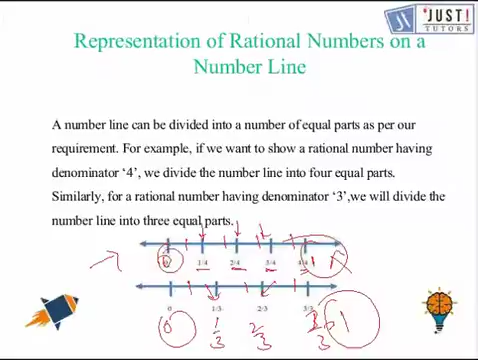 JUST!
TUTORS
Representation of Rational Numbers on a
Number Line
A number line can be divided into a number of equal parts as per our
requirement. For example, if we want to show a rational number having
denominator ‘4’, we divide the number line into four equal parts.
Similarly, for a rational number having denominator ‘3’,we will divide the
number line into three equal parts.
0 1/4 2/4 3/4 4/4 1
0 1/3 2/3 3/3
0 1/3 2/3 3/3 1